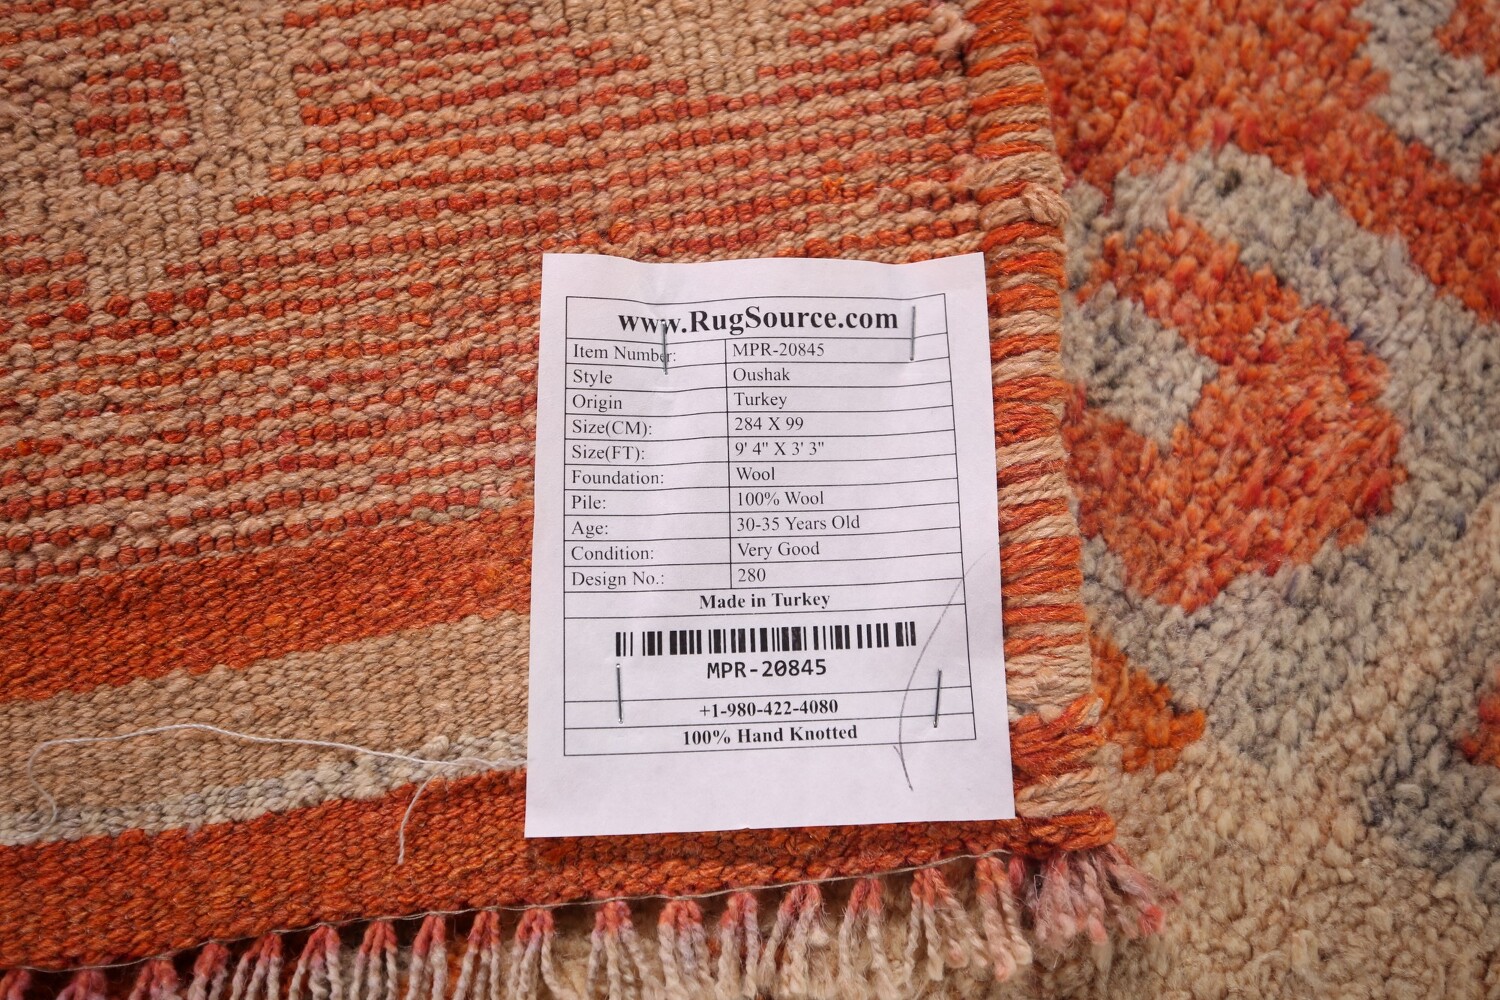 www.RugSource.com
Item Number: MPR-20845
Style Oushak
Origin Turkey
Size(CM): 284 X 99
Size(FT): 9' 4" X 3' 3"
Foundation: Wool
Pile: 100% Wool
Age: 30-35 Years Old
Condition: Very Good
Design No.: 280
Made in Turkey
MPR-20845
+1-980-422-4080
100% Hand Knotted